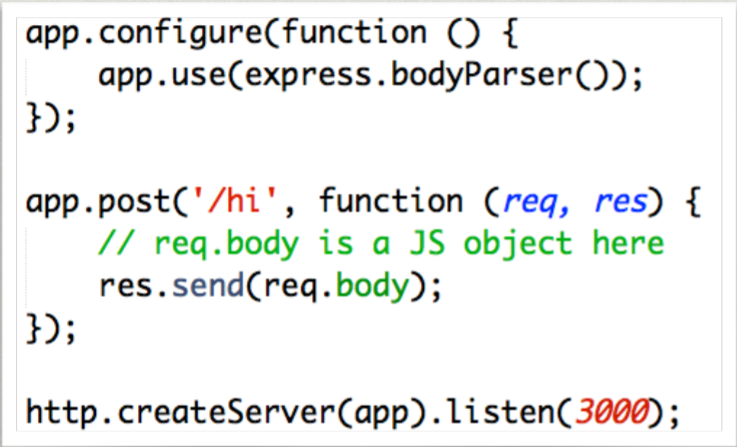 app.configure(function () {
    app.use(express.bodyParser());
});

app.post('/hi', function (req, res) {
    // req.body is a JS object here
    res.send(req.body);
});

http.createServer(app).listen(3000);